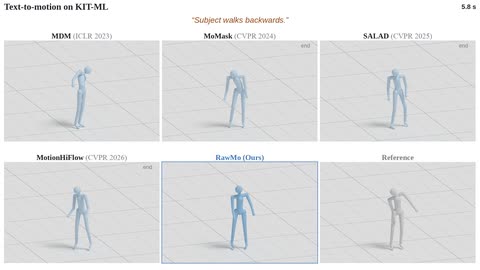 Text-to-motion on KIT-ML
5.8 s
"Subject walks backwards."
MDM (ICLR 2023)
MoMask (CVPR 2024)
SALAD (CVPR 2025)
end
end
MotionHiFlow (CVPR 2026)
RawMo (Ours)
Reference
end